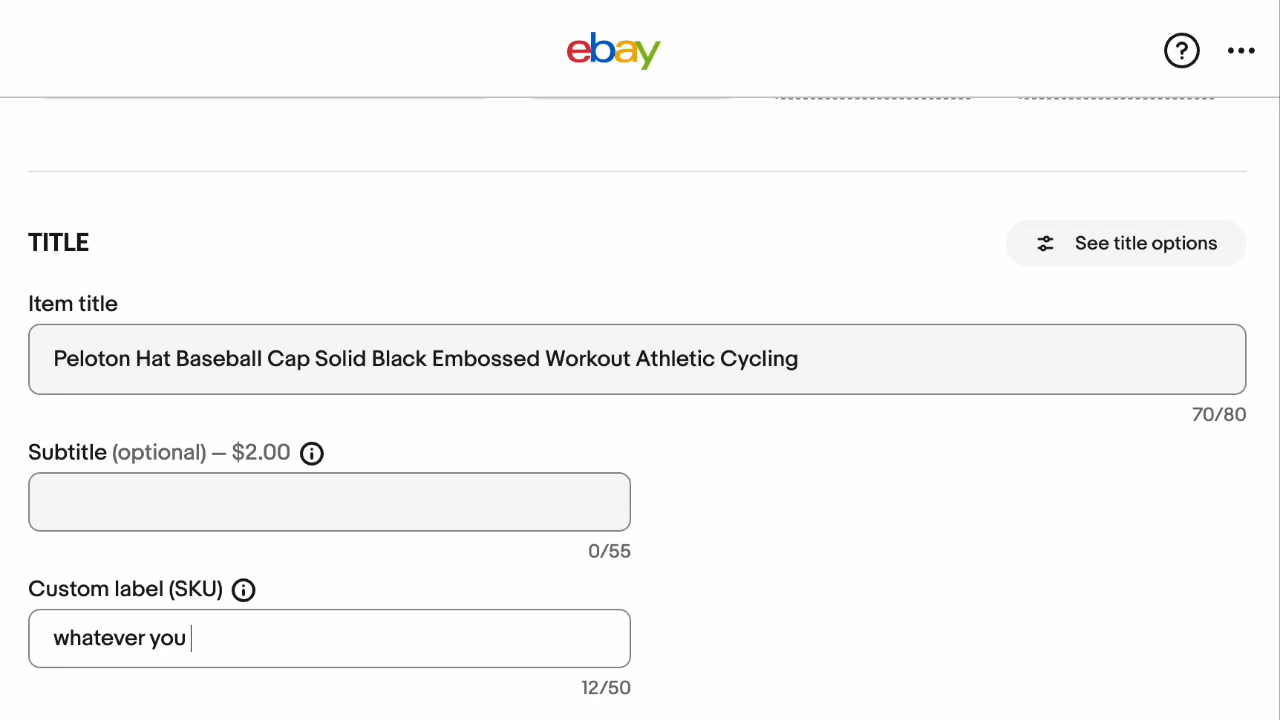 ebay
TITLE
See title options
Item title
Peloton Hat Baseball Cap Solid Black Embossed Workout Athletic Cycling
70/80
Subtitle (optional) – $2.00
0/55
Custom label (SKU)
whatever you
12/50